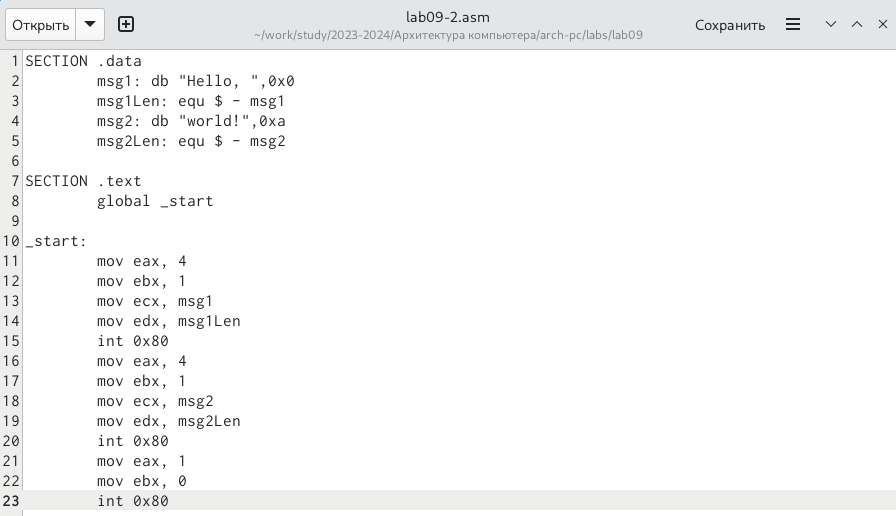 Открыть
lab09-2.asm
~/work/study/2023-2024/Архитектура компьютера/arch-pc/labs/lab09
Сохранить
1 SECTION .data
2 msg1: db "Hello, ",0x0
3 msg1Len: equ $ - msg1
4 msg2: db "world!",0xa
5 msg2Len: equ $ - msg2
6
7 SECTION .text
8 global _start
9
10 _start:
11 mov eax, 4
12 mov ebx, 1
13 mov ecx, msg1
14 mov edx, msg1Len
15 int 0x80
16 mov eax, 4
17 mov ebx, 1
18 mov ecx, msg2
19 mov edx, msg2Len
20 int 0x80
21 mov eax, 1
22 mov ebx, 0
23 int 0x80